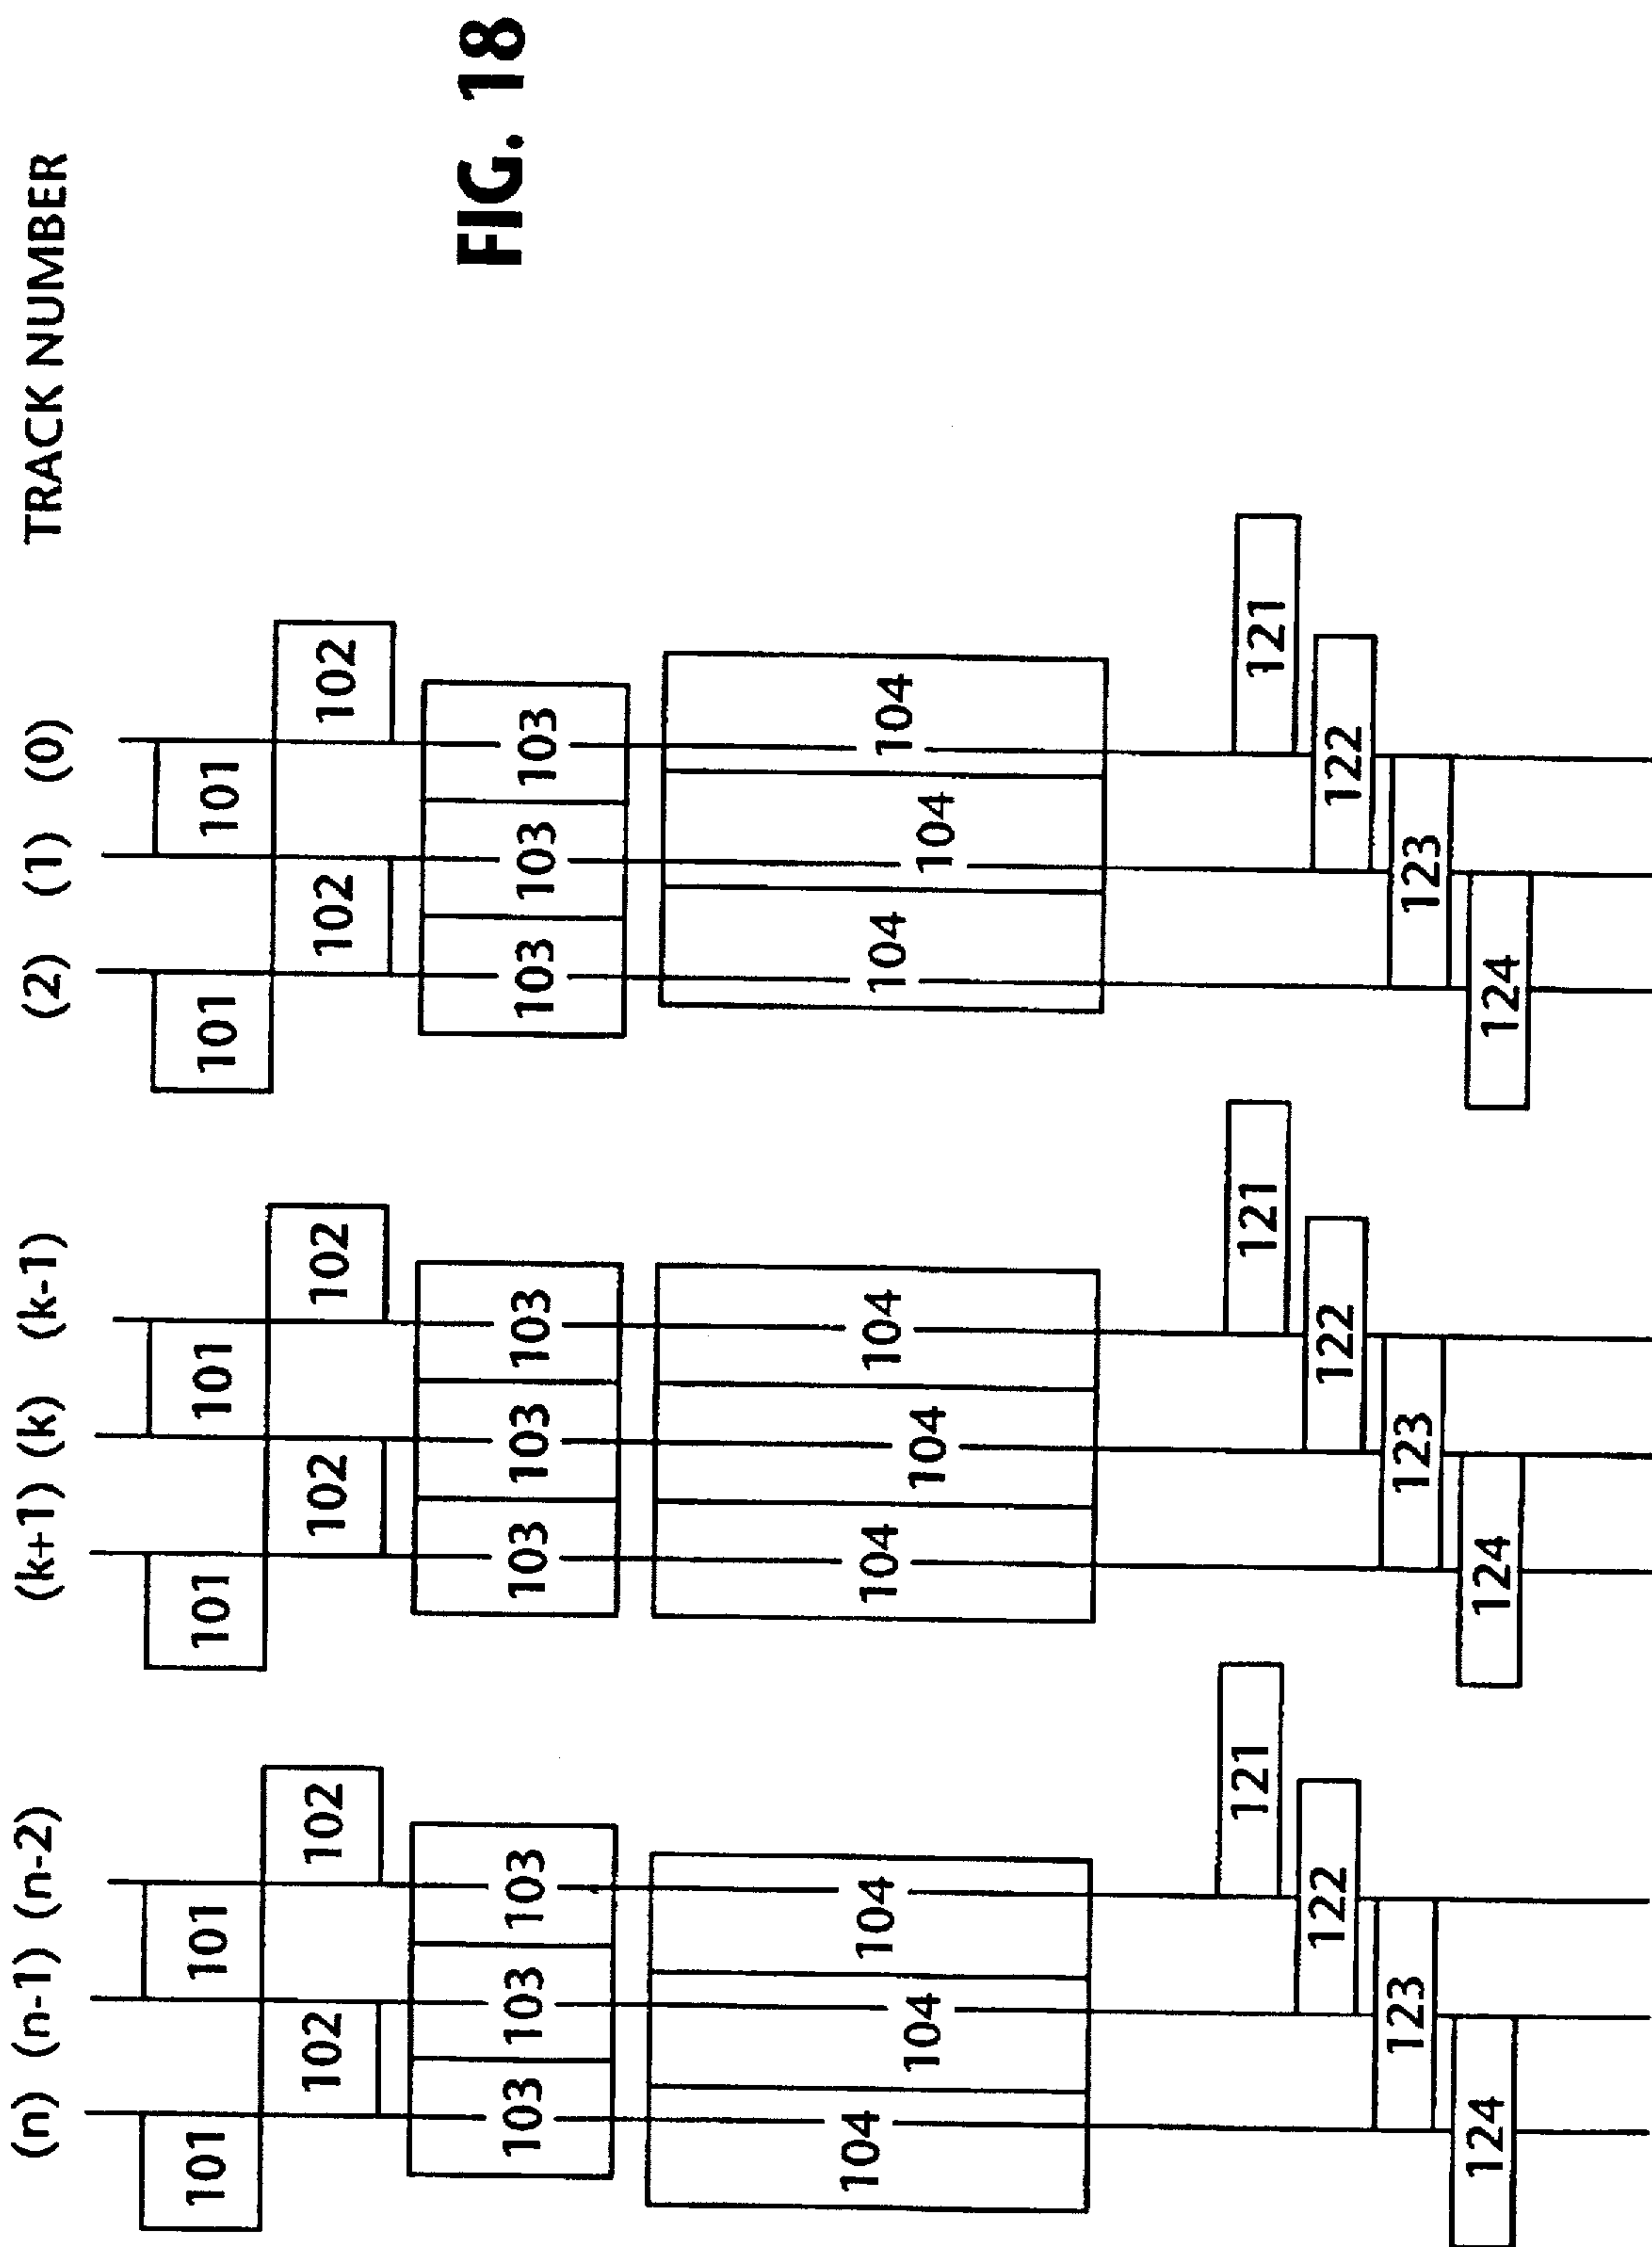 (n) (n-1) (n-2) (k+1) (k) (k-1) (2) (1) (0) TRACK NUMBER
101 101 101 101 101 101
102 102 102 102 102 102
103 103 103 103 103 103 103 103 103
FIG. 18
104 104 104 104 104 104 104 104 104
121 121 121
122 122 122
123 123 123
124 124 124